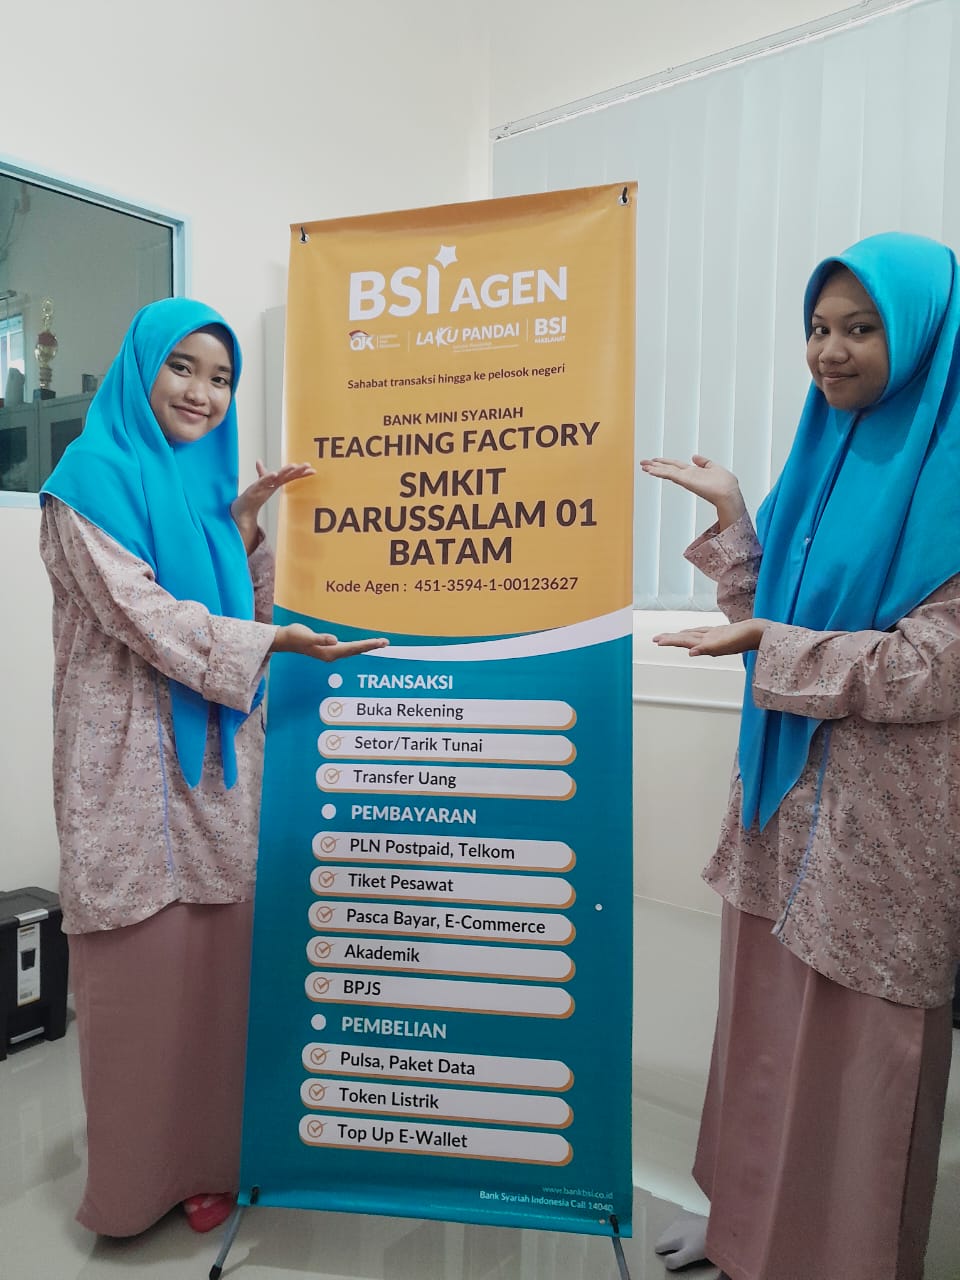 BSI AGEN
LAKU PANDAI
BSI
MASLAHAT
Sahabat transaksi hingga ke pelosok negeri
BANK MINI SYARIAH
TEACHING FACTORY
SMKIT
DARUSSALAM 01
BATAM
Kode Agen : 451-3594-1-00123627
TRANSAKSI
Buka Rekening
Setor/Tarik Tunai
Transfer Uang
PEMBAYARAN
PLN Postpaid, Telkom
Tiket Pesawat
Pasca Bayar, E-Commerce
Akademik
BPJS
PEMBELIAN
Pulsa, Paket Data
Token Listrik
Top Up E-Wallet
www.bankbsi.co.id
Bank Syariah Indonesia Call 14040